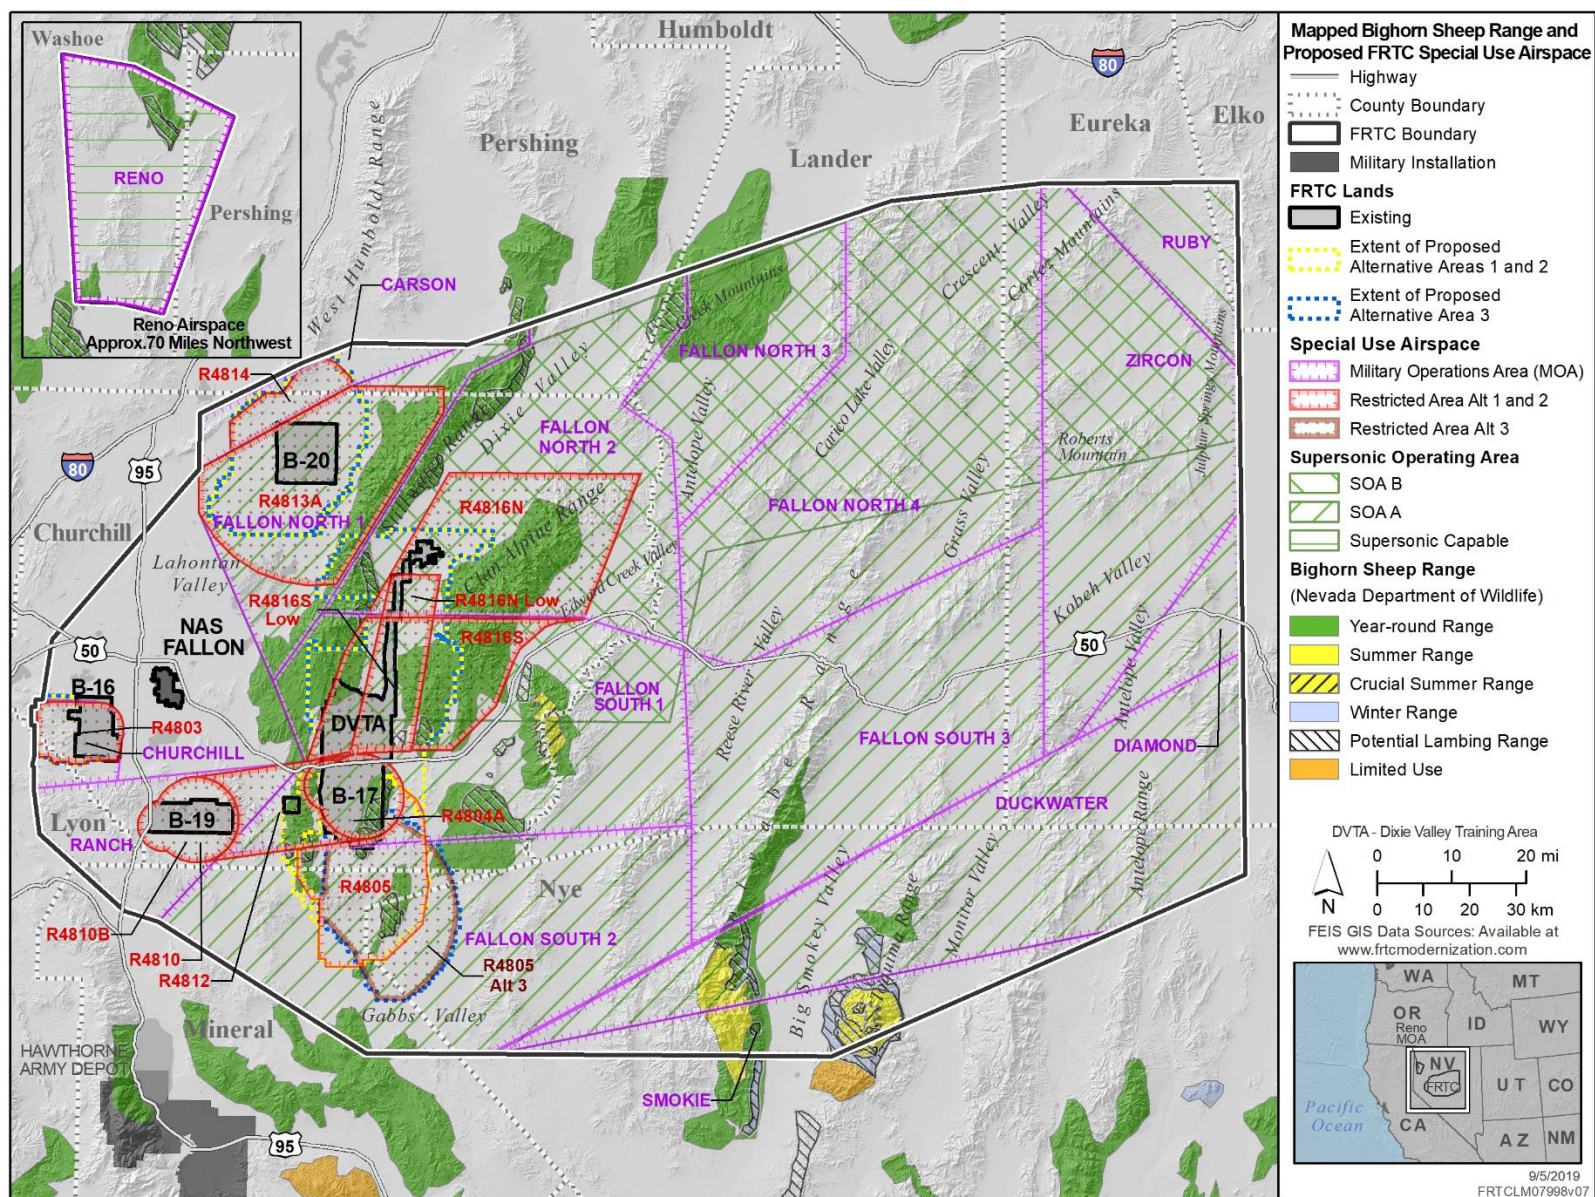 Washoe
RENO
Pershing
Reno Airspace
Approx.70 Miles Northwest
Humboldt
80
Pershing
Lander
Eureka
Elko
West Humboldt Range
CARSON
R4814
RUBY
Crescent Valley
Cortez Mountains
Creek Mountains
FALLON NORTH 3
ZIRCON
Dixie Valley
Carico Lake Valley
FALLON
NORTH 2
Antelope Valley
Roberts
Mountain
Sulphur Springs Mountains
80
95
B-20
R4813A
FALLON NORTH 1
Stillwater Range
R4816N
FALLON NORTH 4
Grass Valley
Churchill
Clan Alpine Range
Lahontan
Valley
R4816S
Low
R4816N Low
Edward Creek Valley
R4816S
Kobeh Valley
NAS
FALLON
50
50
B-16
R4803
CHURCHILL
DVTA
FALLON
SOUTH 1
Reese River Valley
Toiyabe Range
FALLON SOUTH 3
Antelope Valley
DIAMOND
B-17
B-19
R4804A
DUCKWATER
Lyon
RANCH
R4805
Nye
Antelope Range
Big Smokey Valley
Monitor Valley
Toquima Range
R4810B
R4810
R4812
FALLON SOUTH 2
R4805
Alt 3
Gabbs Valley
Mineral
HAWTHORNE
ARMY DEPOT
SMOKIE
95
Mapped Bighorn Sheep Range and
Proposed FRTC Special Use Airspace
Highway
County Boundary
FRTC Boundary
Military Installation
FRTC Lands
Existing
Extent of Proposed
Alternative Areas 1 and 2
Extent of Proposed
Alternative Area 3
Special Use Airspace
Military Operations Area (MOA)
Restricted Area Alt 1 and 2
Restricted Area Alt 3
Supersonic Operating Area
SOA B
SOA A
Supersonic Capable
Bighorn Sheep Range
(Nevada Department of Wildlife)
Year-round Range
Summer Range
Crucial Summer Range
Winter Range
Potential Lambing Range
Limited Use
DVTA - Dixie Valley Training Area
0 10 20 mi
N
0 10 20 30 km
FEIS GIS Data Sources: Available at
www.frtcmodernization.com
WA
MT
OR
Reno
MOA
ID
WY
NV
FRTC
UT
CO
Pacific
Ocean
CA
AZ
NM
9/5/2019
FRTCLM07998v07